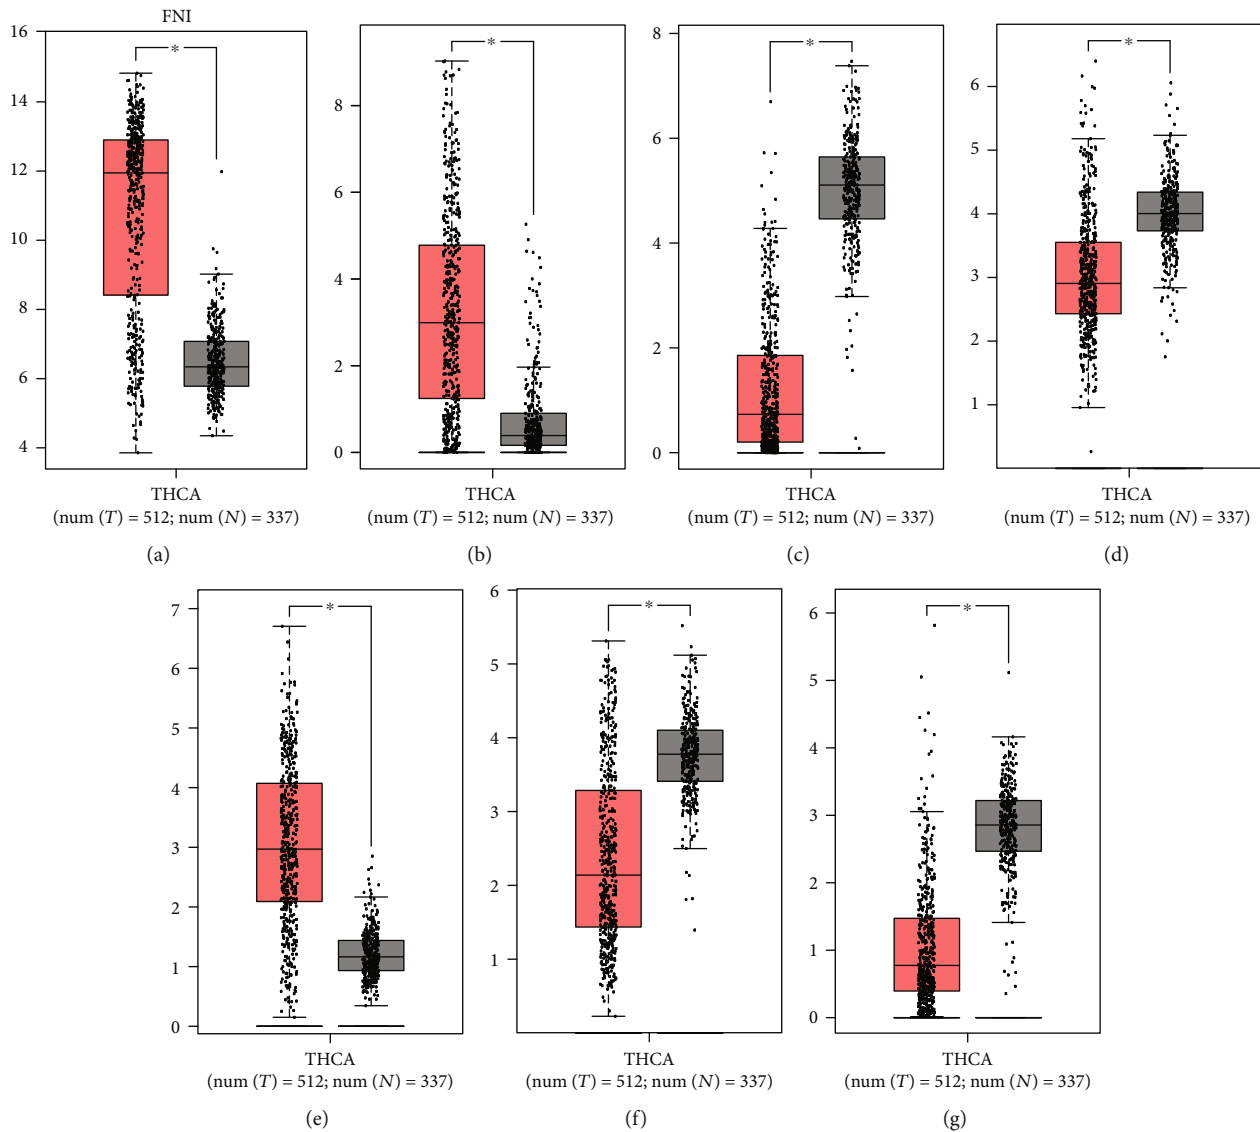 FNI
16
14
12
10
8
6
4
*
THCA
(num (T) = 512; num (N) = 337)
(a)
8
6
4
2
0
*
THCA
(num (T) = 512; num (N) = 337)
(b)
8
6
4
2
0
*
THCA
(num (T) = 512; num (N) = 337)
(c)
6
5
4
3
2
1
*
THCA
(num (T) = 512; num (N) = 337)
(d)
7
6
5
4
3
2
1
0
*
THCA
(num (T) = 512; num (N) = 337)
(e)
6
5
4
3
2
1
*
THCA
(num (T) = 512; num (N) = 337)
(f)
6
5
4
3
2
1
0
*
THCA
(num (T) = 512; num (N) = 337)
(g)